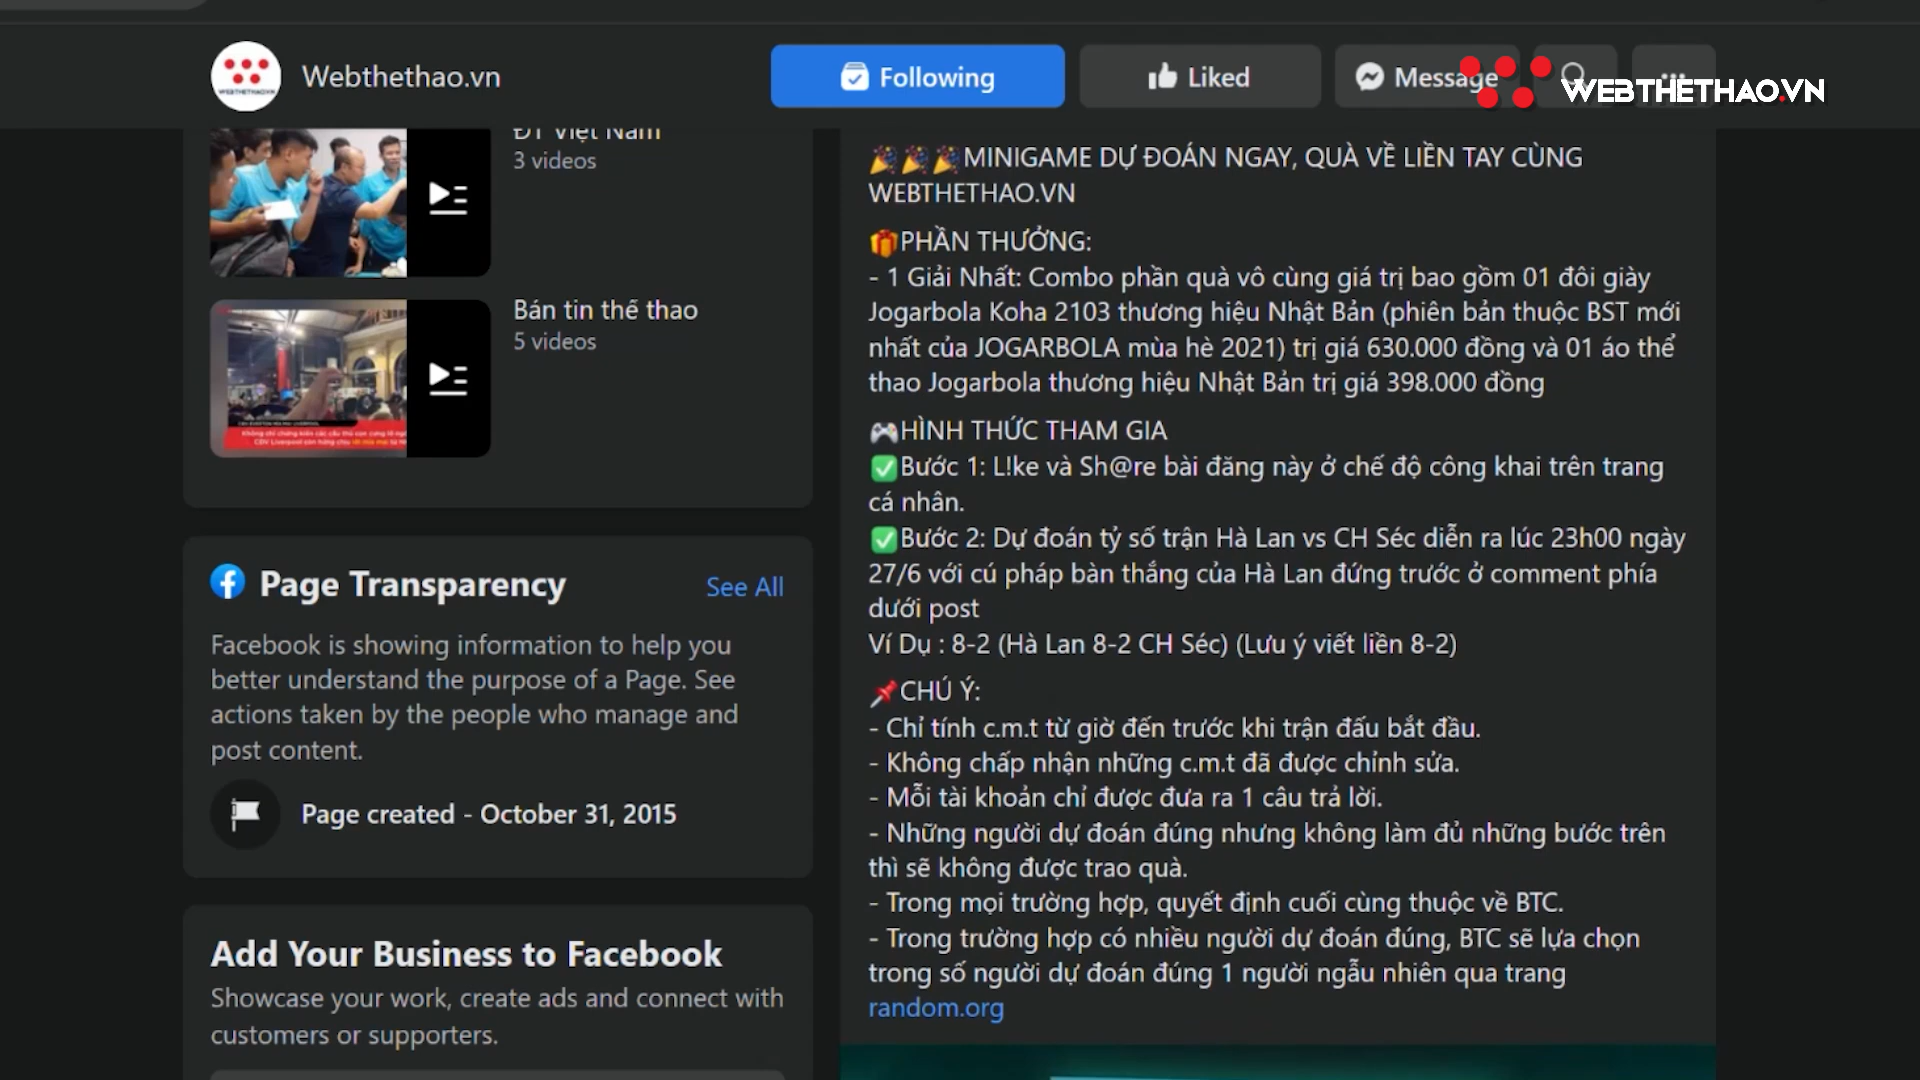 Webthethao.vn
Following
Liked
Message
WEBTHETHAO.VN
ĐT Việt Nam
3 videos
Bản tin thế thao
5 videos
Page Transparency
See All
Facebook is showing information to help you
better understand the purpose of a Page. See
actions taken by the people who manage and
post content.
Page created - October 31, 2015
Add Your Business to Facebook
Showcase your work, create ads and connect with
customers or supporters.
🎉🎉🎉MINIGAME DỰ ĐOÁN NGAY, QUÀ VỀ LIỀN TAY CÙNG
WEBTHETHAO.VN
🎁PHẦN THƯỞNG:
- 1 Giải Nhất: Combo phần quà vô cùng giá trị bao gồm 01 đôi giày
Jogarbola Koha 2103 thương hiệu Nhật Bản (phiên bản thuộc BST mới
nhất của JOGARBOLA mùa hè 2021) trị giá 630.000 đồng và 01 áo thể
thao Jogarbola thương hiệu Nhật Bản trị giá 398.000 đồng
🎮HÌNH THỨC THAM GIA
✅Bước 1: L!ke và Sh@re bài đăng này ở chế độ công khai trên trang
cá nhân.
✅Bước 2: Dự đoán tỷ số trận Hà Lan vs CH Séc diễn ra lúc 23h00 ngày
27/6 với cú pháp bàn thắng của Hà Lan đứng trước ở comment phía
dưới post
Ví Dụ : 8-2 (Hà Lan 8-2 CH Séc) (Lưu ý viết liền 8-2)
📌CHÚ Ý:
- Chỉ tính c.m.t từ giờ đến trước khi trận đấu bắt đầu.
- Không chấp nhận những c.m.t đã được chỉnh sửa.
- Mỗi tài khoản chỉ được đưa ra 1 câu trả lời.
- Những người dự đoán đúng nhưng không làm đủ những bước trên
thì sẽ không được trao quà.
- Trong mọi trường hợp, quyết định cuối cùng thuộc về BTC.
- Trong trường hợp có nhiều người dự đoán đúng, BTC sẽ lựa chọn
trong số người dự đoán đúng 1 người ngẫu nhiên qua trang
random.org